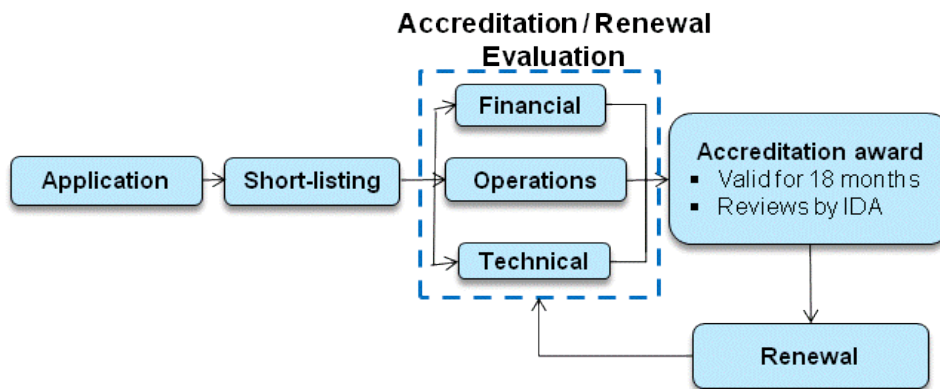 Accreditation / Renewal
Evaluation
Financial
Application
Short-listing
Operations
Technical
Accreditation award
▪ Valid for 18 months
▪ Reviews by IDA
Renewal